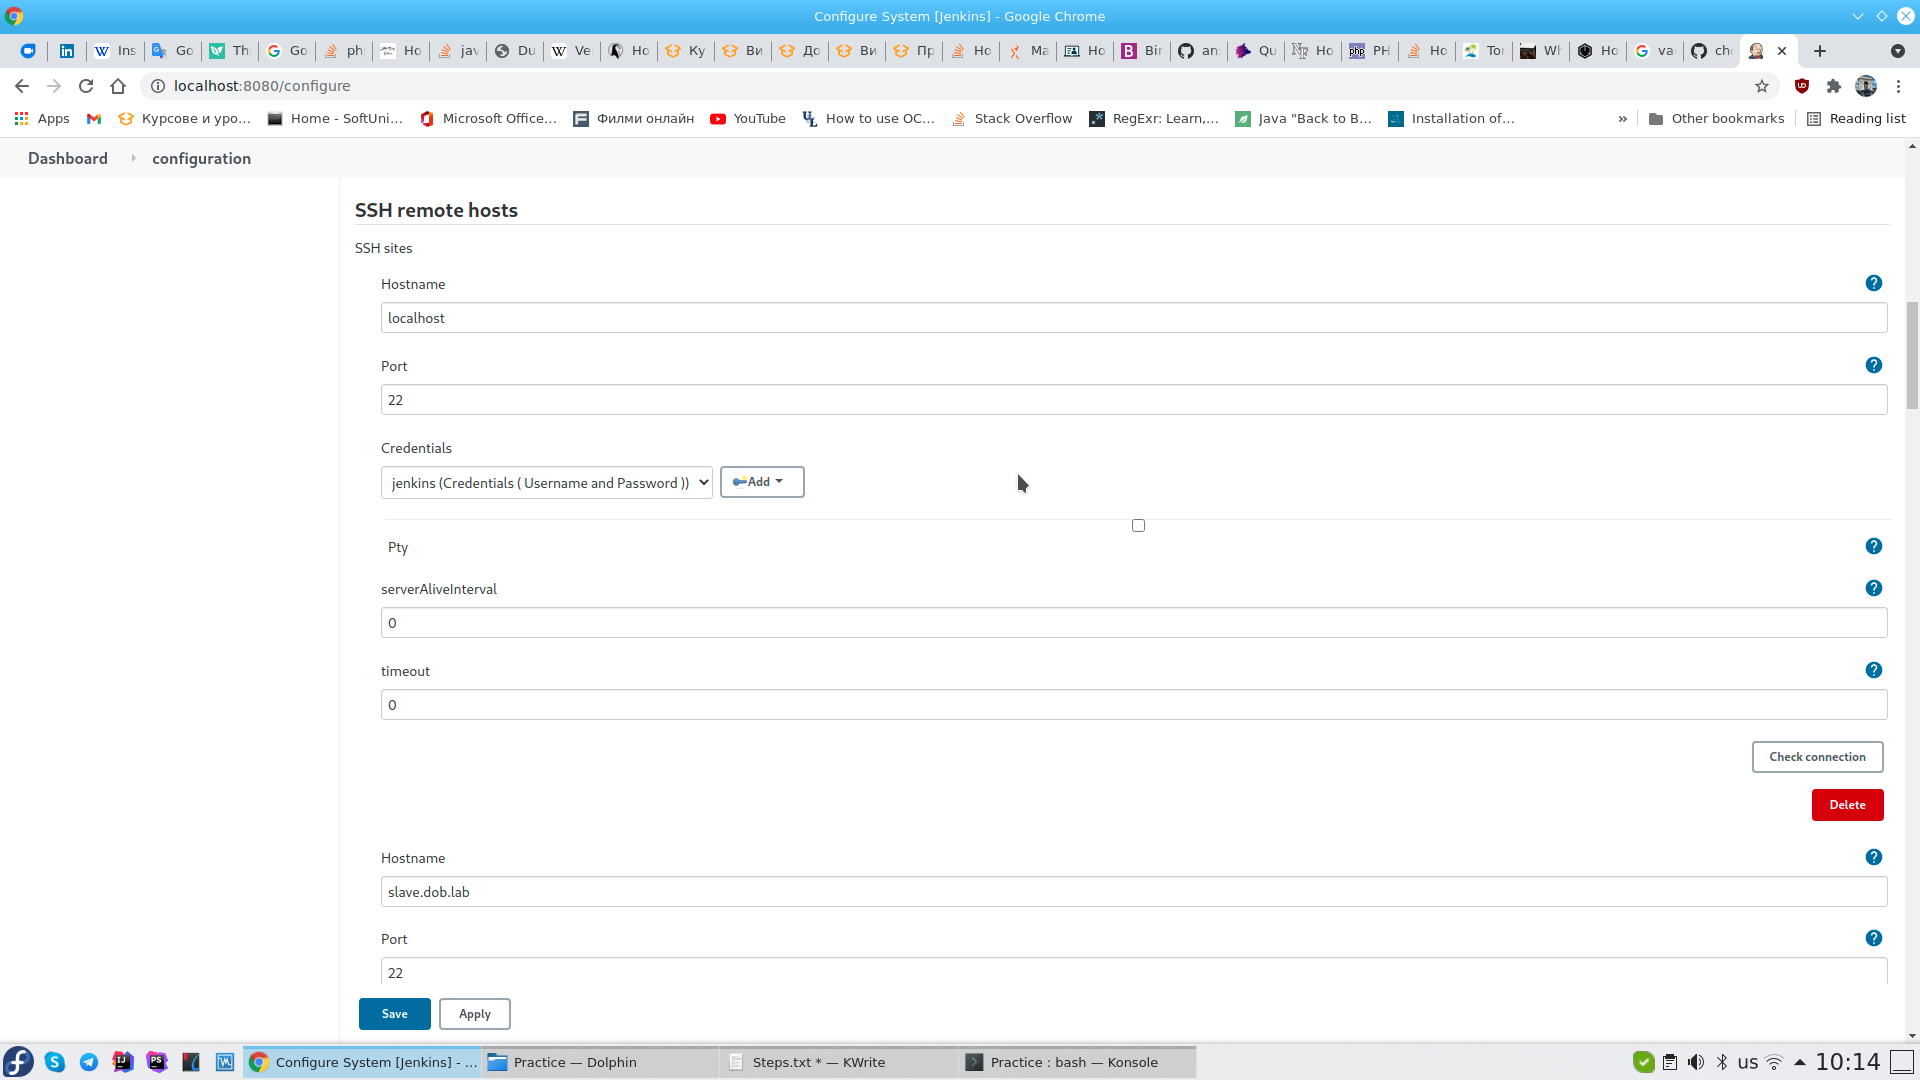 Configure System [Jenkins] - Google Chrome
Ins Go Th Go ph Ho jav Du Ve Ho Ку Ви До Ви Пр Ho Ma Ho Bir an Qu Ho PH Ho Tor Wh Ho va ch
localhost:8080/configure
Apps Курсове и уро... Home - SoftUni... Microsoft Office... Филми онлайн YouTube How to use OC... Stack Overflow RegExr: Learn,... Java "Back to B... Installation of... » Other bookmarks Reading list
Dashboard configuration
SSH remote hosts
SSH sites
Hostname
localhost
Port
22
Credentials
jenkins (Credentials ( Username and Password )) Add
Pty
serverAliveInterval
0
timeout
0
Check connection
Delete
Hostname
slave.dob.lab
Port
22
Save Apply
Configure System [Jenkins] - ... Practice — Dolphin Steps.txt * — KWrite Practice : bash — Konsole us 10:14